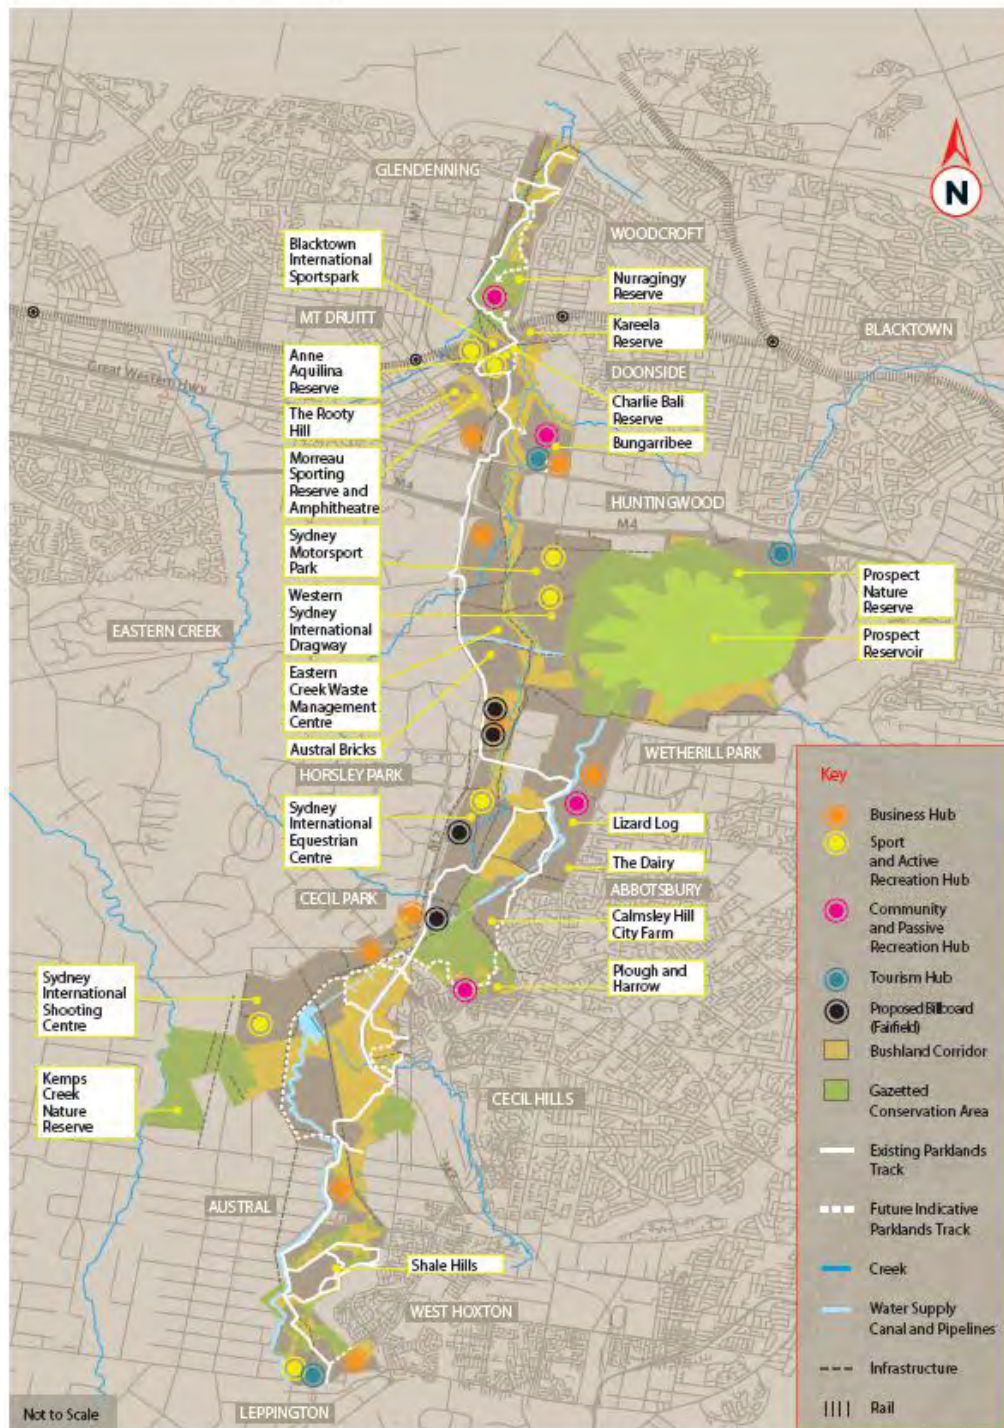 GLENDENNING
N
WOODCROFT
Blacktown
International
Sportspark
Nurragingy
Reserve
MT DRUITT
Kareela
Reserve
BLACKTOWN
Anne
Aquilina
Reserve
DOONSIDE
Great Western Hwy
Charlie Bali
Reserve
The Rooty
Hill
Bungarribee
Morreau
Sporting
Reserve and
Amphitheatre
M4
HUNTINGWOOD
M4
Sydney
Motorsport
Park
Prospect
Nature
Reserve
Western
Sydney
International
Dragway
EASTERN CREEK
Prospect
Reservoir
Eastern
Creek Waste
Management
Centre
Austral Bricks
WETHERILL PARK
HORSLEY PARK
Sydney
International
Equestrian
Centre
M7
Lizard Log
The Dairy
ABBOTSBURY
CECIL PARK
Calmsley Hill
City Farm
Plough and
Harrow
Sydney
International
Shooting
Centre
Kemps
Creek
Nature
Reserve
CECIL HILLS
AUSTRAL
Shale Hills
WEST HOXTON
LEPPINGTON
Not to Scale
Key
Business Hub
Sport
and Active
Recreation Hub
Community
and Passive
Recreation Hub
Tourism Hub
Proposed Billboard
(Fairfield)
Bushland Corridor
Gazetted
Conservation Area
Existing Parklands
Track
Future Indicative
Parklands Track
Creek
Water Supply
Canal and Pipelines
Infrastructure
Rail